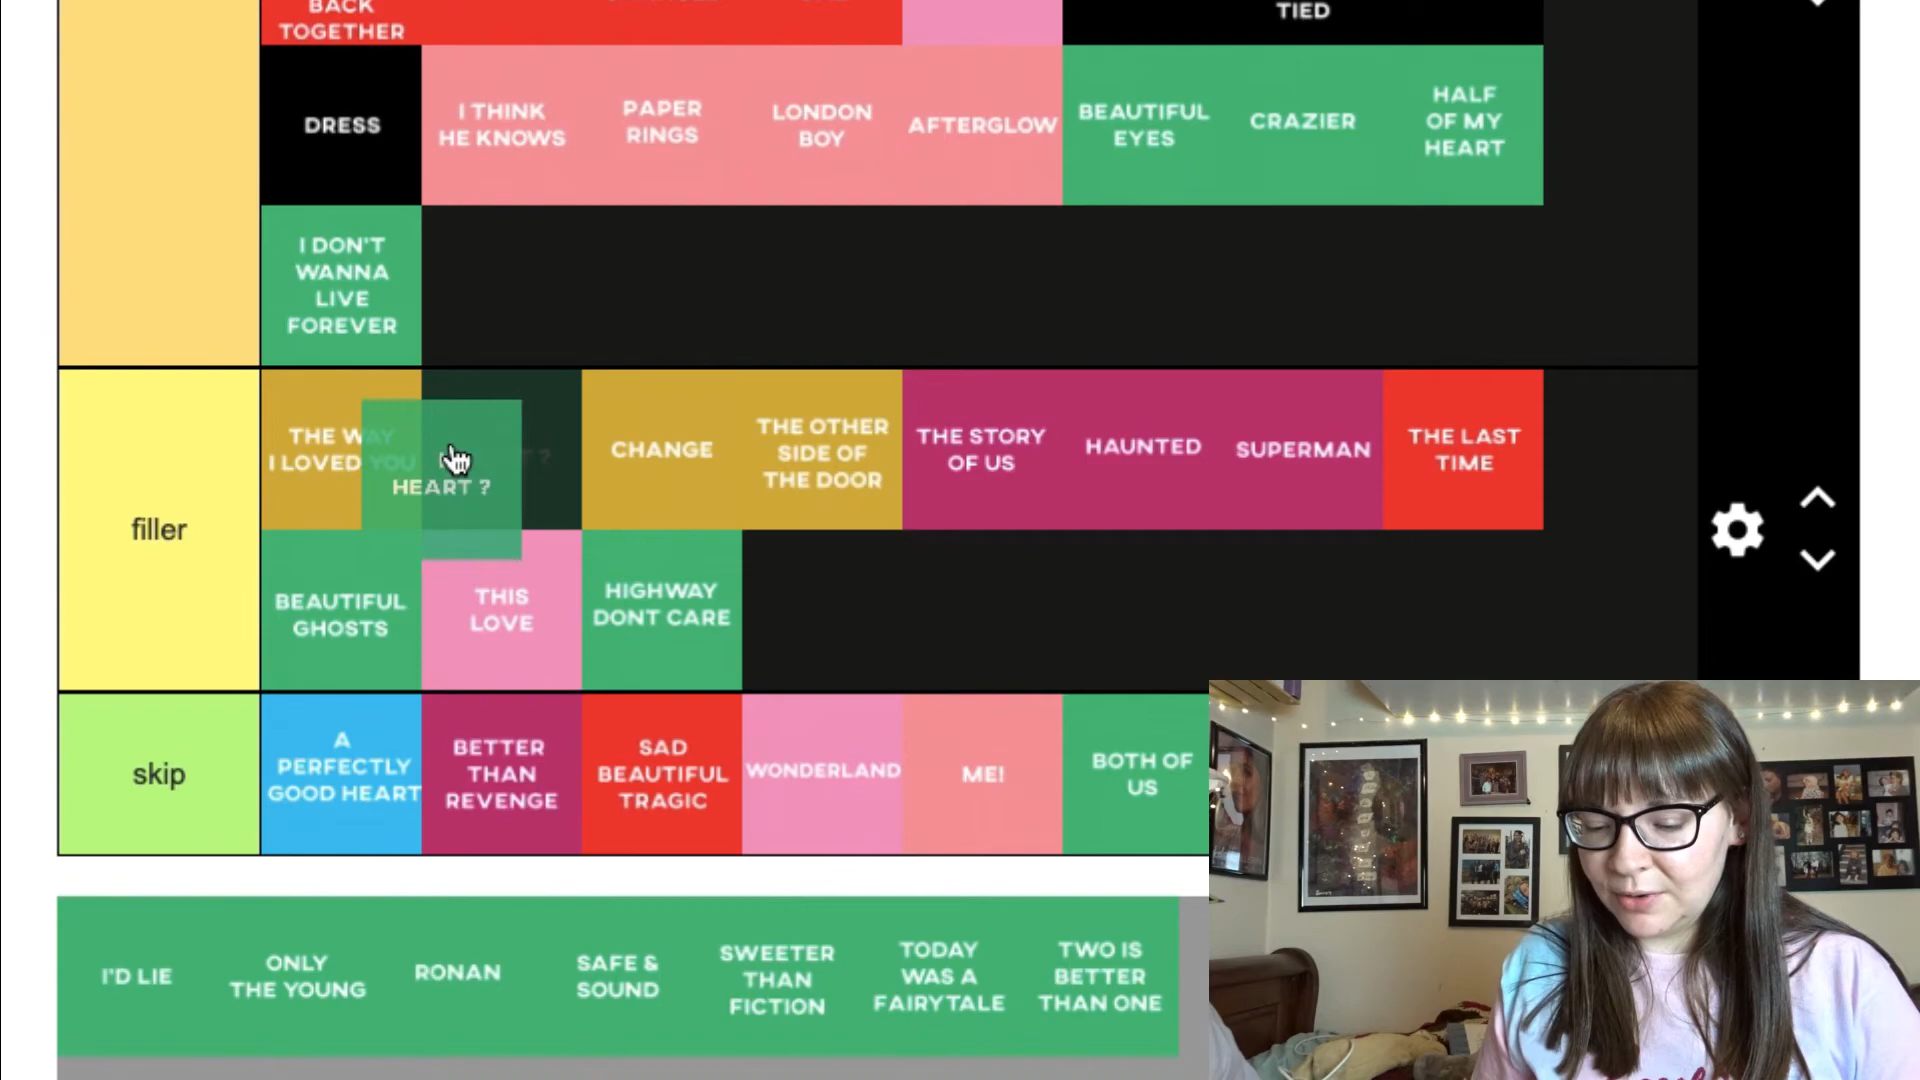 BACK
TOGETHER
TIED
DRESS
I THINK
HE KNOWS
PAPER
RINGS
LONDON
BOY
AFTERGLOW
BEAUTIFUL
EYES
CRAZIER
HALF
OF MY
HEART
I DON'T
WANNA
LIVE
FOREVER
filler
THE WAY
I LOVED YOU
HEART ?
CHANGE
THE OTHER
SIDE OF
THE DOOR
THE STORY
OF US
HAUNTED
SUPERMAN
THE LAST
TIME
BEAUTIFUL
GHOSTS
THIS
LOVE
HIGHWAY
DONT CARE
skip
A
PERFECTLY
GOOD HEART
BETTER
THAN
REVENGE
SAD
BEAUTIFUL
TRAGIC
WONDERLAND
ME!
BOTH OF
US
I'D LIE
ONLY
THE YOUNG
RONAN
SAFE &
SOUND
SWEETER
THAN
FICTION
TODAY
WAS A
FAIRYTALE
TWO IS
BETTER
THAN ONE